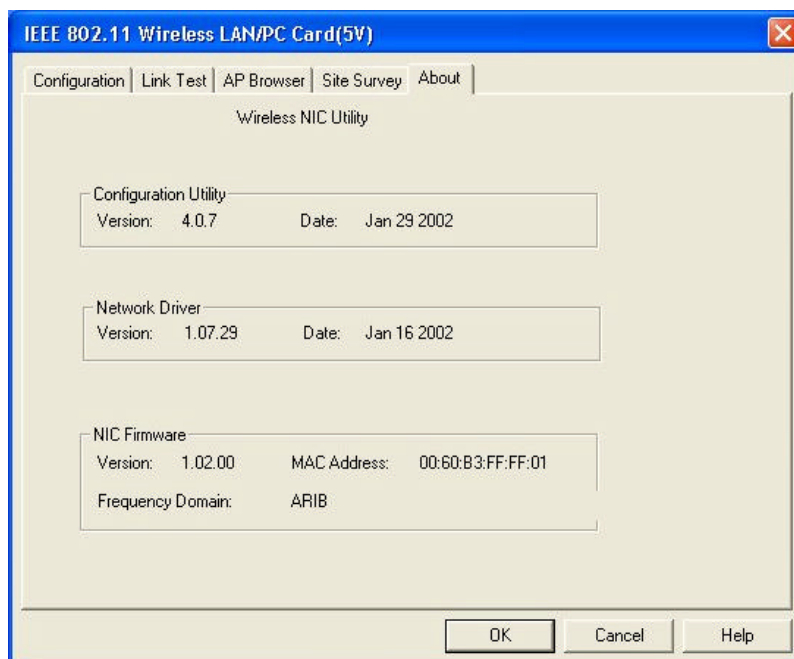 IEEE 802.11 Wireless LAN/PC Card(5V)
Configuration Link Test AP Browser Site Survey About
Wireless NIC Utility
Configuration Utility
Version: 4.0.7 Date: Jan 29 2002
Network Driver
Version: 1.07.29 Date: Jan 16 2002
NIC Firmware
Version: 1.02.00 MAC Address: 00:60:B3:FF:FF:01
Frequency Domain: ARIB
OK Cancel Help